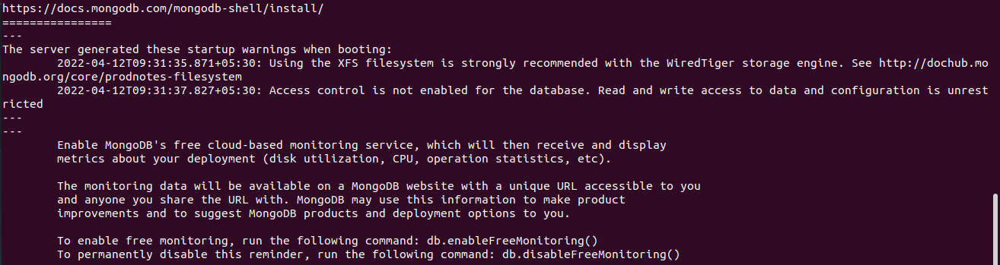 https://docs.mongodb.com/mongodb-shell/install/
================
---
The server generated these startup warnings when booting:
2022-04-12T09:31:35.871+05:30: Using the XFS filesystem is strongly recommended with the WiredTiger storage engine. See http://dochub.mo
ngodb.org/core/prodnotes-filesystem
2022-04-12T09:31:37.827+05:30: Access control is not enabled for the database. Read and write access to data and configuration is unrest
ricted
---
---
Enable MongoDB's free cloud-based monitoring service, which will then receive and display
metrics about your deployment (disk utilization, CPU, operation statistics, etc).
The monitoring data will be available on a MongoDB website with a unique URL accessible to you
and anyone you share the URL with. MongoDB may use this information to make product
improvements and to suggest MongoDB products and deployment options to you.
To enable free monitoring, run the following command: db.enableFreeMonitoring()
To permanently disable this reminder, run the following command: db.disableFreeMonitoring()